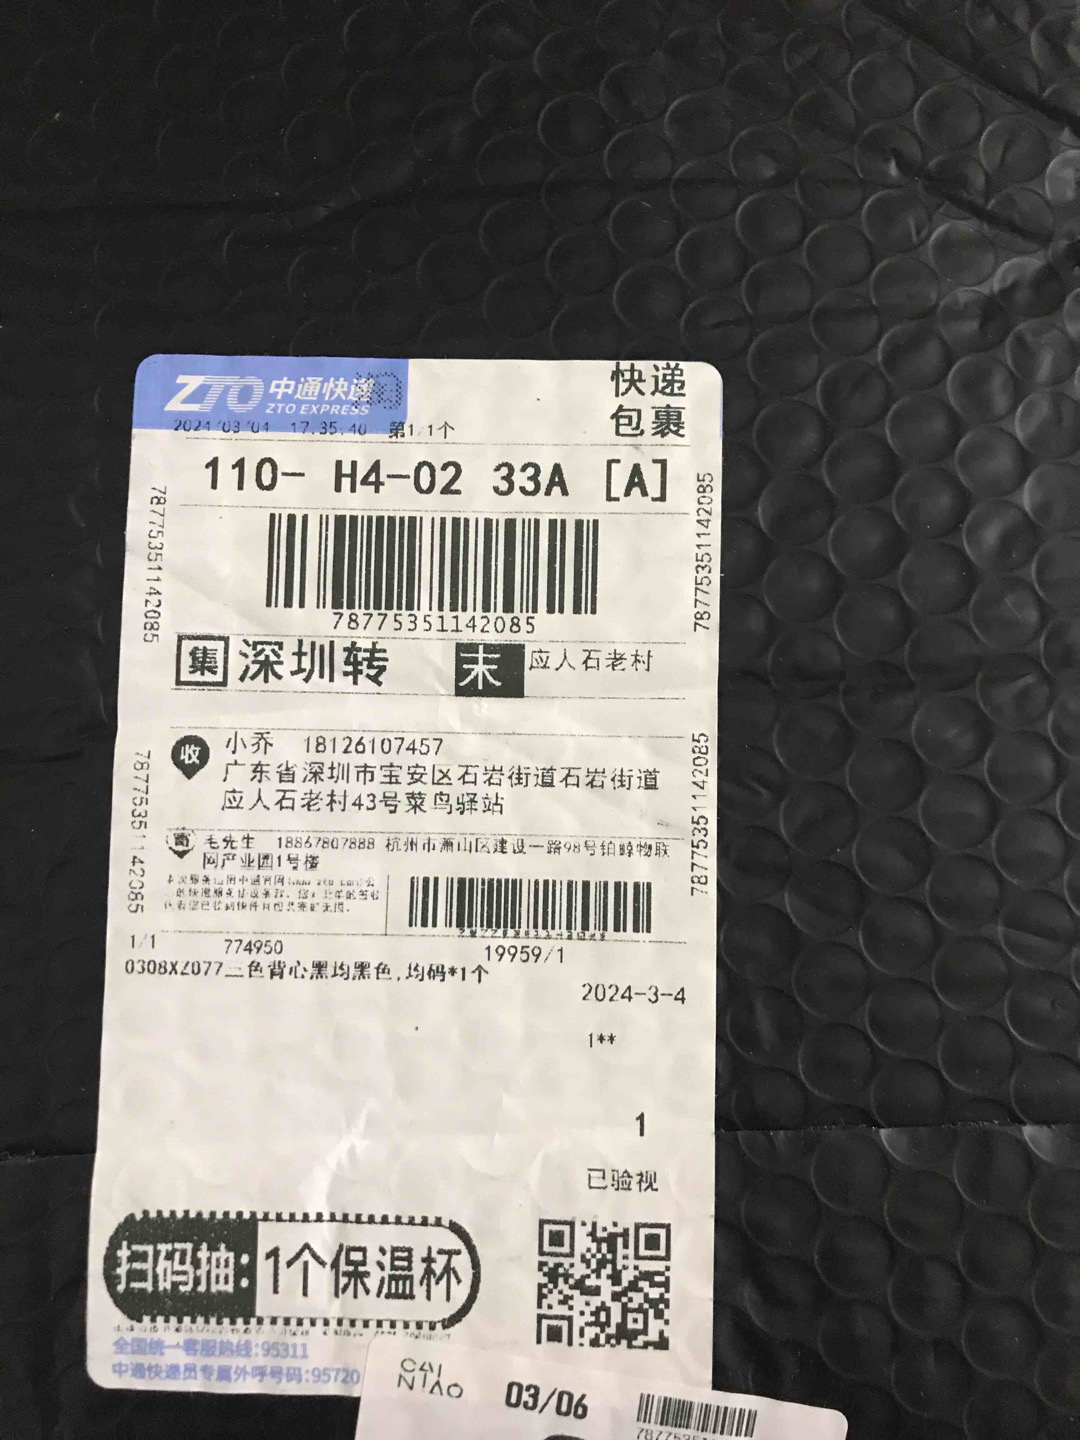 ZTO 中通快递
ZTO EXPRESS
2024/03/04 17:35:40 第1/1个
快递
包裹
110- H4-02 33A [A]
78775351142085
78775351142085
78775351142085
集 深圳转 末 应人石老村
收 小乔 18126107457
广东省深圳市宝安区石岩街道石岩街道
应人石老村43号菜鸟驿站
78775351142085
78775351142085
寄 毛先生 18867807888 杭州市萧山区建设一路98号铂鲸物联
网产业园1号楼
1/1 774950 19959/1
0308XZ077三色背心黑均黑色,均码*1个
2024-3-4
1**
1
已验视
扫码抽:1个保温杯
全国统一客服热线:95311
中通快递员专属外呼号码:95720
CAI
NIAO
03/06